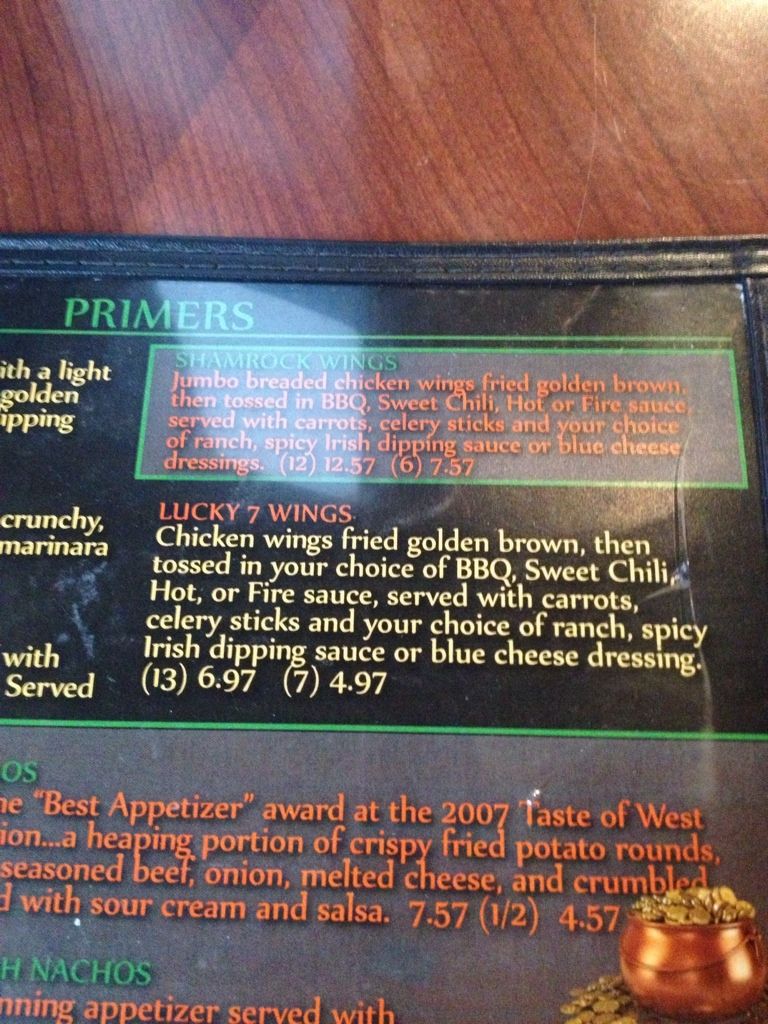 PRIMERS
ith a light
golden
ipping
SHAMROCK WINGS
Jumbo breaded chicken wings fried golden brown,
then tossed in BBQ, Sweet Chili, Hot or Fire sauce,
served with carrots, celery sticks and your choice
of ranch, spicy Irish dipping sauce or blue cheese
dressings. (12) 12.57 (6) 7.57
crunchy,
marinara
with
Served
LUCKY 7 WINGS
Chicken wings fried golden brown, then
tossed in your choice of BBQ, Sweet Chili,
Hot, or Fire sauce, served with carrots,
celery sticks and your choice of ranch, spicy
Irish dipping sauce or blue cheese dressing.
(13) 6.97 (7) 4.97
OS
he "Best Appetizer" award at the 2007 Taste of West
ion...a heaping portion of crispy fried potato rounds,
seasoned beef, onion, melted cheese, and crumbled
d with sour cream and salsa. 7.57 (1/2) 4.57
H NACHOS
nning appetizer served with